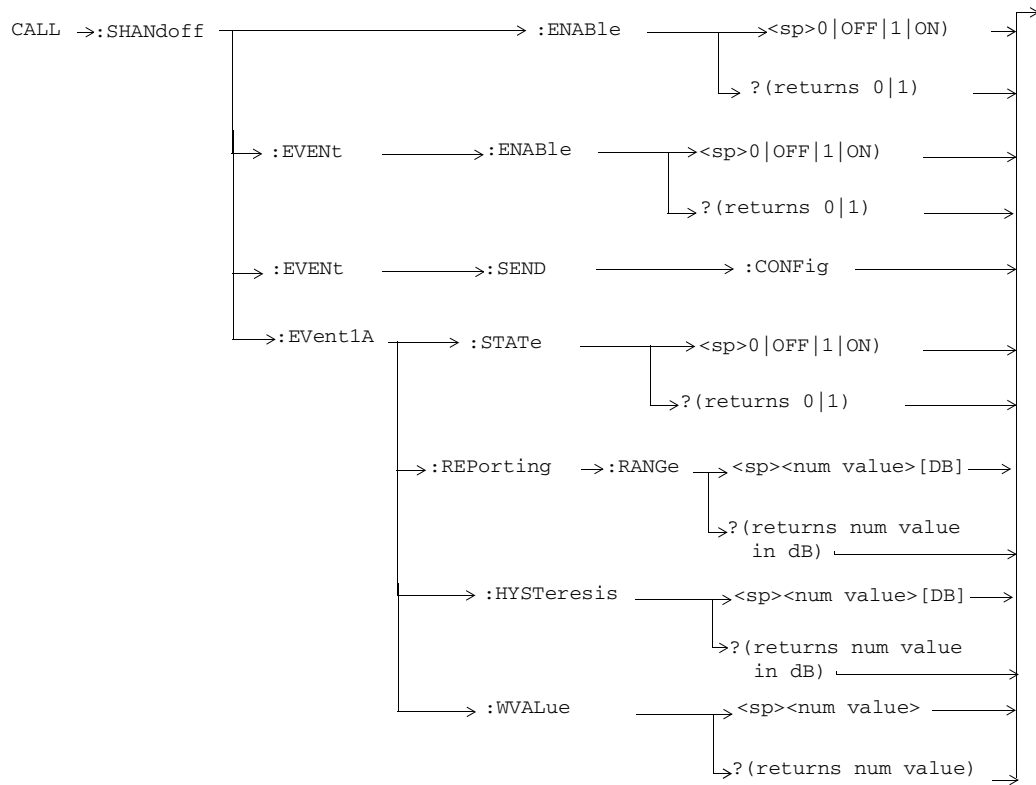 CALL :SHANdoff :ENABle <sp>0|OFF|1|ON)
?(returns 0|1)
:EVENt :ENABle <sp>0|OFF|1|ON)
?(returns 0|1)
:EVENt :SEND :CONFig
:EVent1A :STATe <sp>0|OFF|1|ON)
?(returns 0|1)
:REPorting :RANGe <sp><num value>[DB]
?(returns num value
in dB)
:HYSTeresis <sp><num value>[DB]
?(returns num value
in dB)
:WVALue <sp><num value>
?(returns num value)